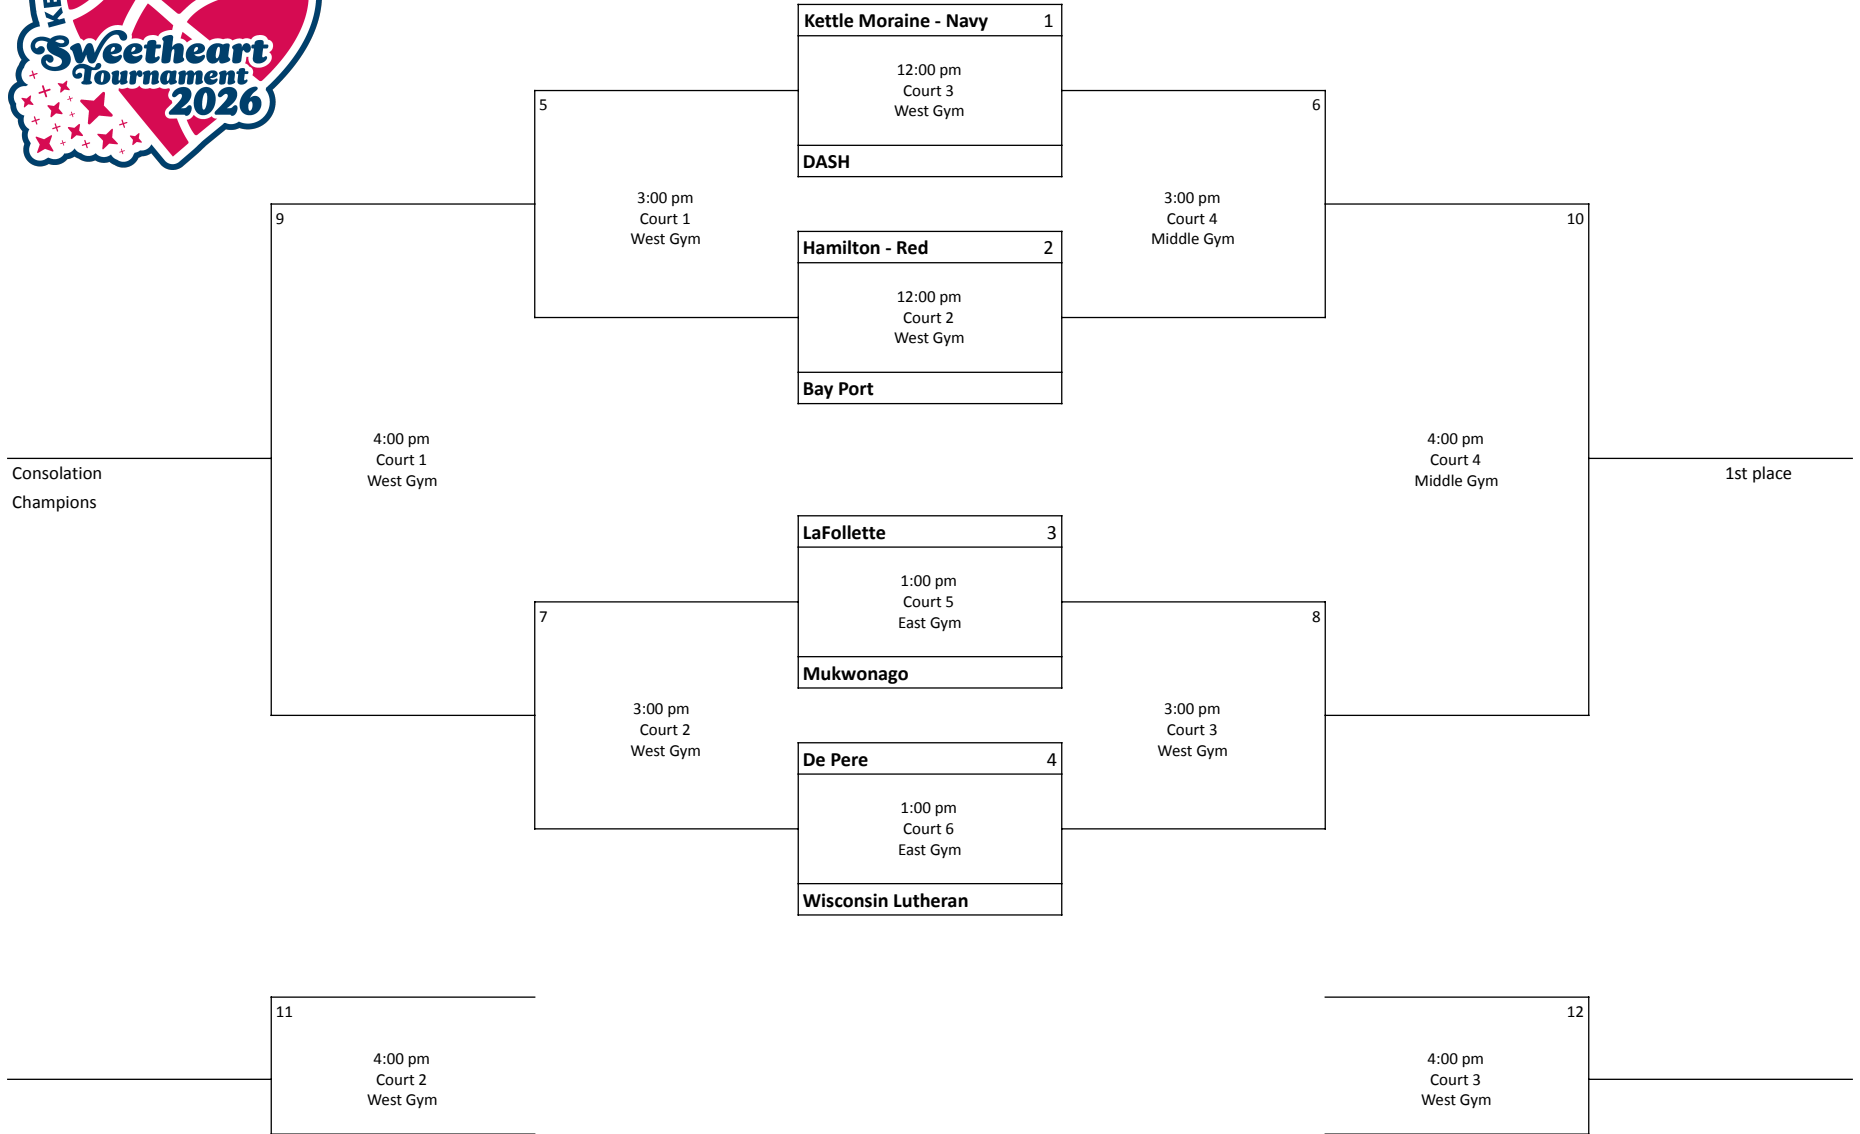 KE
Sweetheart
Tournament
2026
Kettle Moraine - Navy 1
12:00 pm
Court 3
West Gym
DASH
5
6
3:00 pm
Court 1
West Gym
3:00 pm
Court 4
Middle Gym
9
10
Hamilton - Red 2
12:00 pm
Court 2
West Gym
Bay Port
4:00 pm
Court 1
West Gym
4:00 pm
Court 4
Middle Gym
Consolation
Champions
1st place
LaFollette 3
1:00 pm
Court 5
East Gym
Mukwonago
7
8
3:00 pm
Court 2
West Gym
3:00 pm
Court 3
West Gym
De Pere 4
1:00 pm
Court 6
East Gym
Wisconsin Lutheran
11
12
4:00 pm
Court 2
West Gym
4:00 pm
Court 3
West Gym